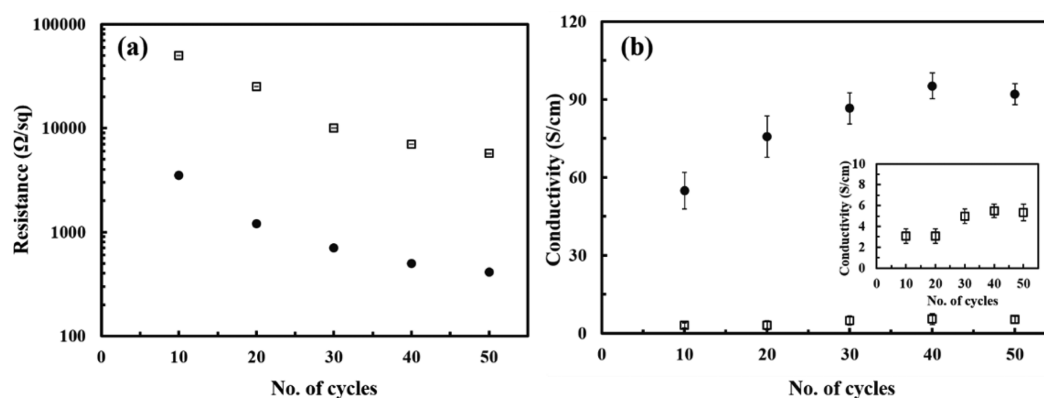 (a)
Resistance (Ω/sq)
100000
10000
1000
100
0 10 20 30 40 50
No. of cycles
(b)
Conductivity (S/cm)
120
90
60
30
0
0 10 20 30 40 50
No. of cycles
Conductivity (S/cm)
10
8
6
4
2
0
0 10 20 30 40 50
No. of cycles